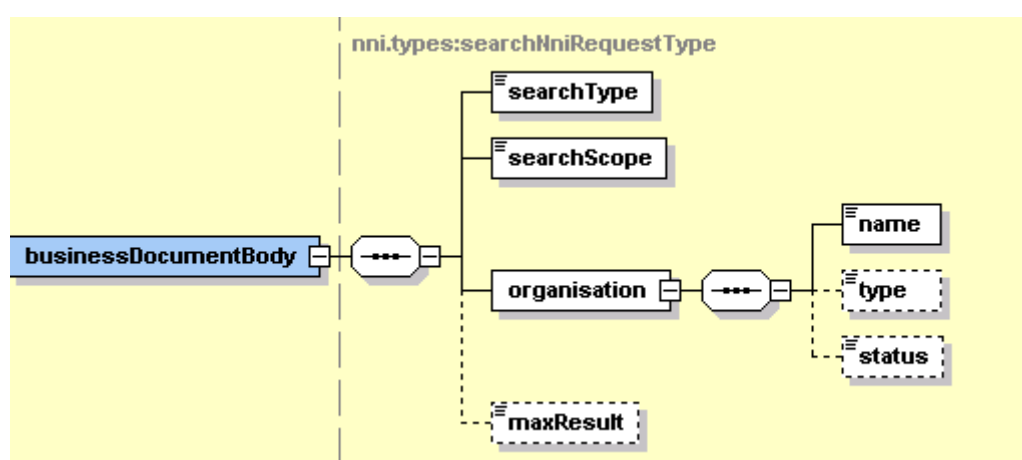 nni.types:searchNniRequestType
searchType
searchScope
businessDocumentBody
organisation
name
type
status
maxResult